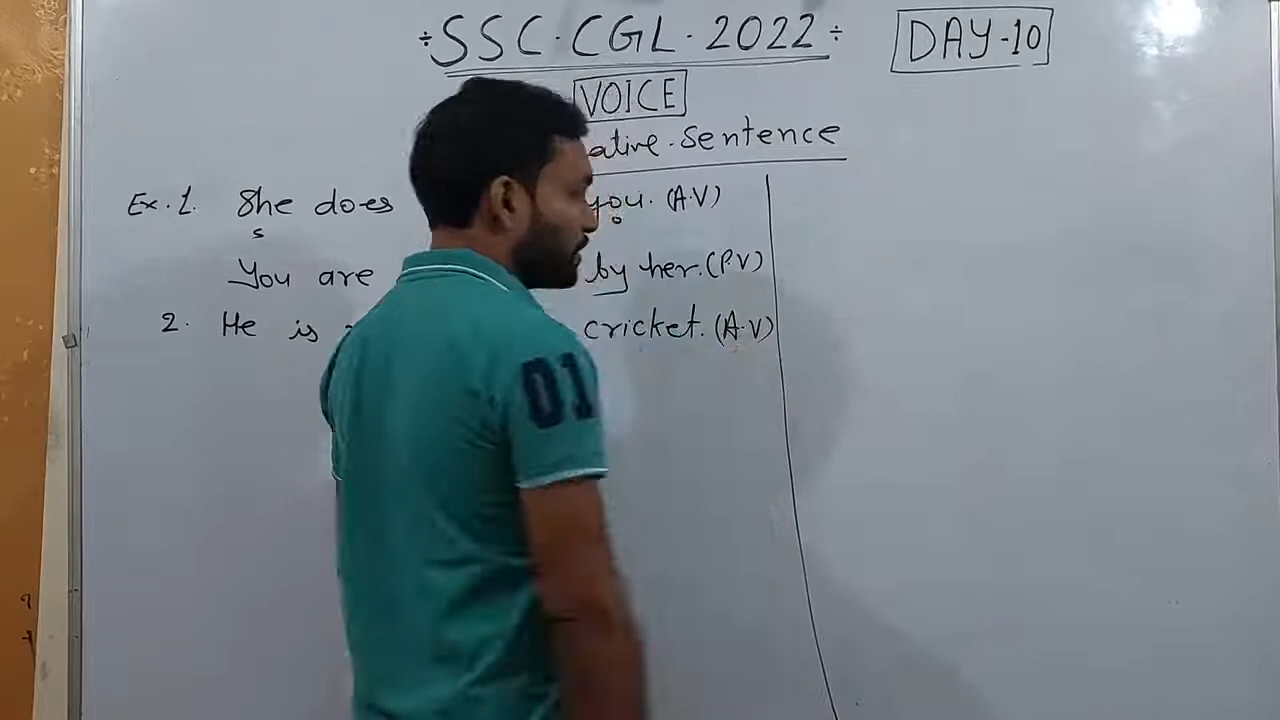 ÷ SSC·CGL·2022 ÷
DAY-10
VOICE
ative·Sentence
Ex.1. She does you. (A.V)
s o
You are by her. (P.V)
2. He is cricket. (A.V)
01